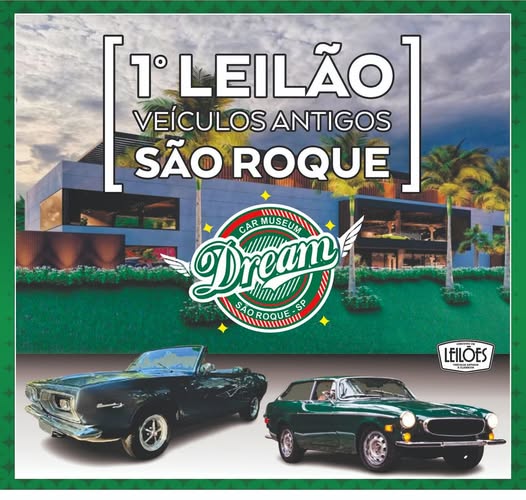 1º LEILÃO
VEÍCULOS ANTIGOS
SÃO ROQUE
CAR MUSEUM
Dream
SÃO ROQUE - SP
LEILÕES